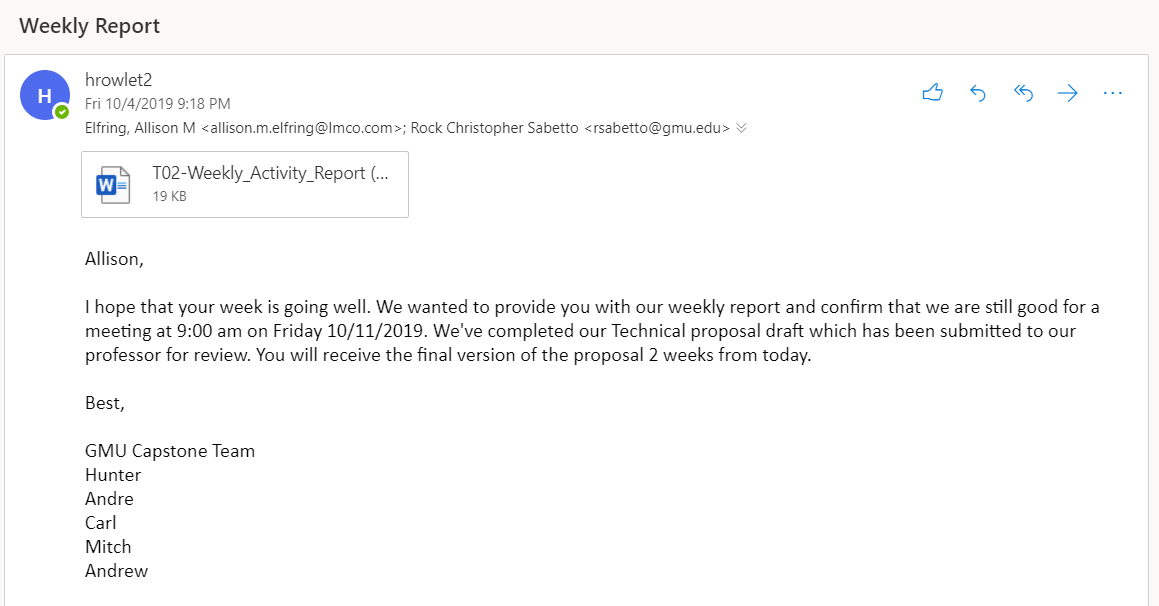 Weekly Report
H
hrowlet2
Fri 10/4/2019 9:18 PM
Elfring, Allison M <allison.m.elfring@lmco.com>; Rock Christopher Sabetto <rsabetto@gmu.edu>
W
T02-Weekly_Activity_Report (...
19 KB
Allison,
I hope that your week is going well. We wanted to provide you with our weekly report and confirm that we are still good for a
meeting at 9:00 am on Friday 10/11/2019. We've completed our Technical proposal draft which has been submitted to our
professor for review. You will receive the final version of the proposal 2 weeks from today.
Best,
GMU Capstone Team
Hunter
Andre
Carl
Mitch
Andrew